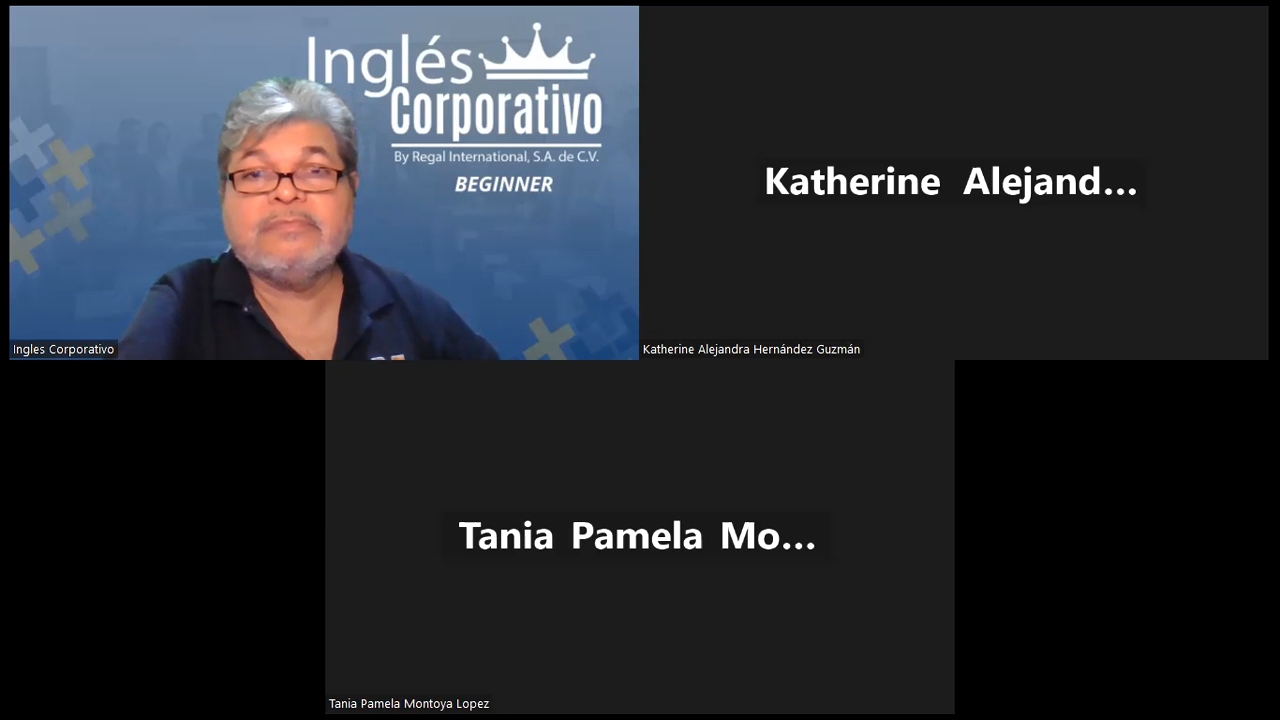 Inglés
Corporativo
By Regal International, S.A. de C.V.
BEGINNER
Ingles Corporativo
Katherine Alejand...
Katherine Alejandra Hernández Guzmán
Tania Pamela Mo...
Tania Pamela Montoya Lopez